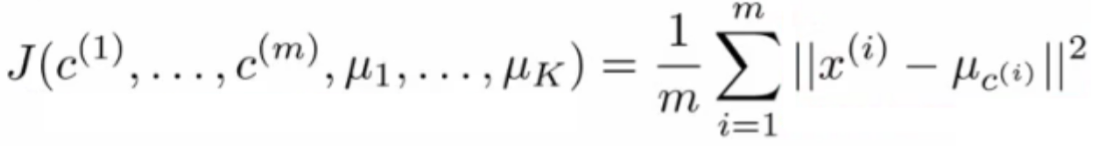 J(c^{(1)}, \ldots, c^{(m)}, \mu_1, \ldots, \mu_K) = \frac{1}{m} \sum_{i=1}^{m} ||x^{(i)} - \mu_{c^{(i)}}||^2